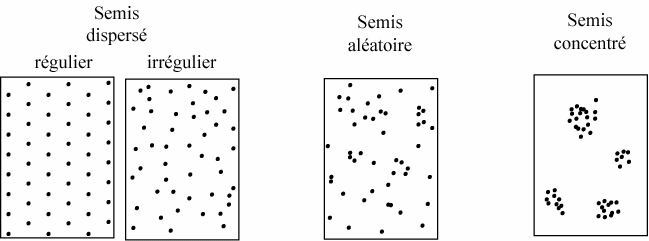 Semis
dispersé
régulier
irrégulier
Semis
aléatoire
Semis
concentré